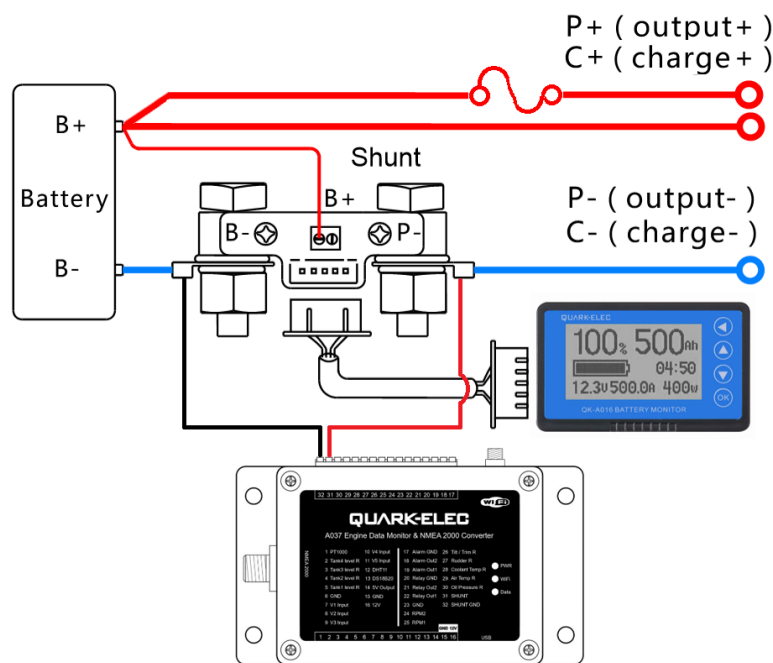 P+ ( output+ )
C+ ( charge+ )
Shunt
B+
Battery
B-
B+
B-
P-
P- ( output- )
C- ( charge- )
QUARK-ELEC
100% 500Ah
04:50
12.3V 500.0A 400W
OK
QK-A016 BATTERY MONITOR
32 31 30 29 28 27 26 25 24 23 22 21 20 19 18 17
WiFi
QUARK-ELEC
A037 Engine Data Monitor & NMEA 2000 Converter
NMEA 2000
1 PT1000 10 V4 Input 17 Alarm GND 26 Tilt / Trim R
2 Tank4 level R 11 V5 Input 18 Alarm Out2 27 Rudder R
3 Tank3 level R 12 DHT11 19 Alarm Out1 28 Coolant Temp R
4 Tank2 level R 13 DS18B20 20 Relay GND 29 Air Temp R
5 Tank1 level R 14 5V Output 21 Relay Out2 30 Oil Pressure R
6 GND 15 GND 22 Relay Out1 31 SHUNT
7 V1 Input 16 12V 23 GND 32 SHUNT GND
8 V2 Input 24 RPM2
9 V3 Input 25 RPM1
PWR
WiFi
Data
GND 12V
1 2 3 4 5 6 7 8 9 10 11 12 13 14 15 16
USB